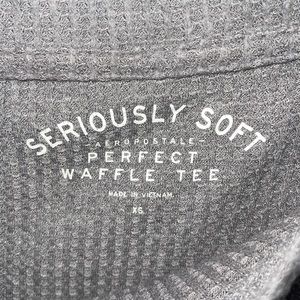 SERIOUSLY SOFT
-AEROPOSTALE-
PERFECT
WAFFLE TEE
MADE IN VIETNAM
XS